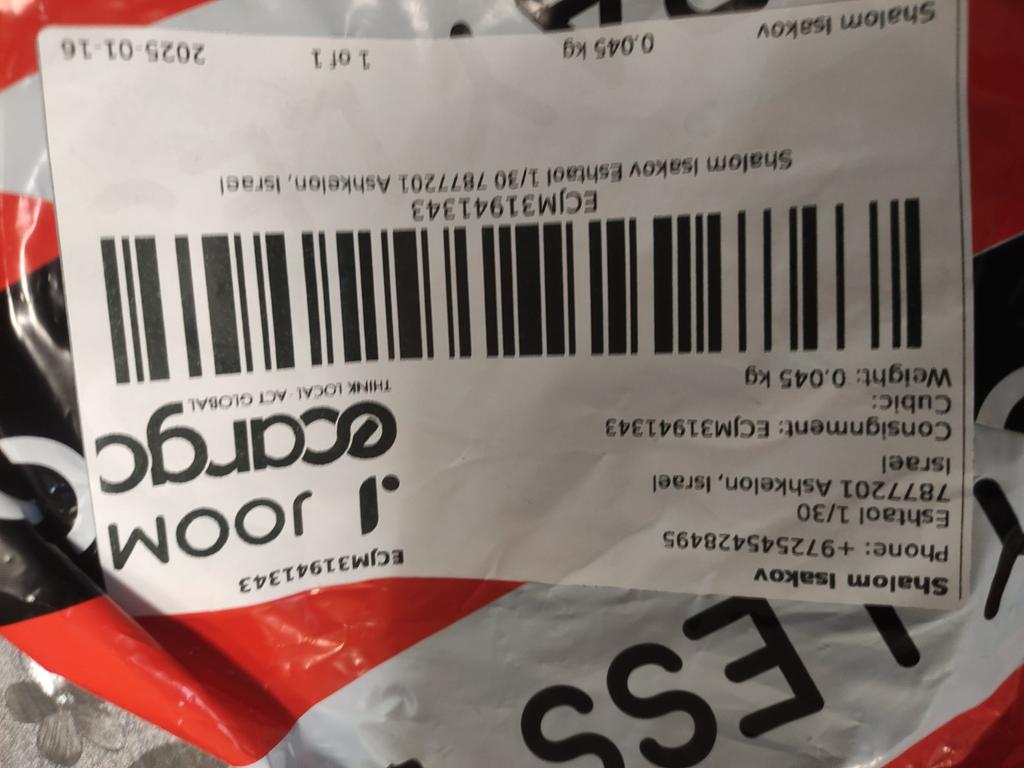 Shalom Isakov
Phone: +972545428495
Eshtaol 1/30
7877201 Ashkelon, Israel
Israel
Consignment: ECJM31941343
Cubic:
Weight: 0.045 kg
ECJM31941343
JOOM
ecargo
THINK LOCAL · ACT GLOBAL
ECJM31941343
Shalom Isakov Eshtaol 1/30 7877201 Ashkelon, Israel
Shalom Isakov
0.045 kg
1 of 1
2025-01-16
ESS